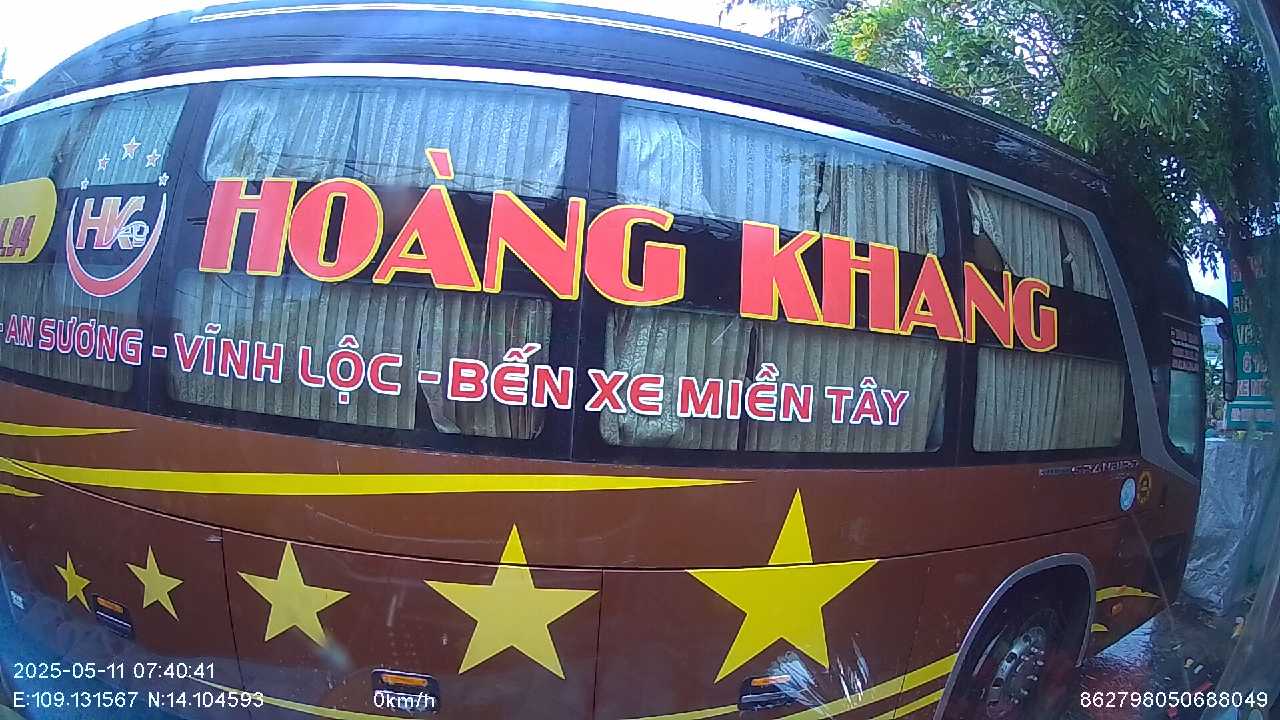 HK
HOÀNG KHANG
- AN SƯƠNG - VĨNH LỘC - BẾN XE MIỀN TÂY
2025-05-11 07:40:41
E:109.131567 N:14.104593
0km/h
862798050688049